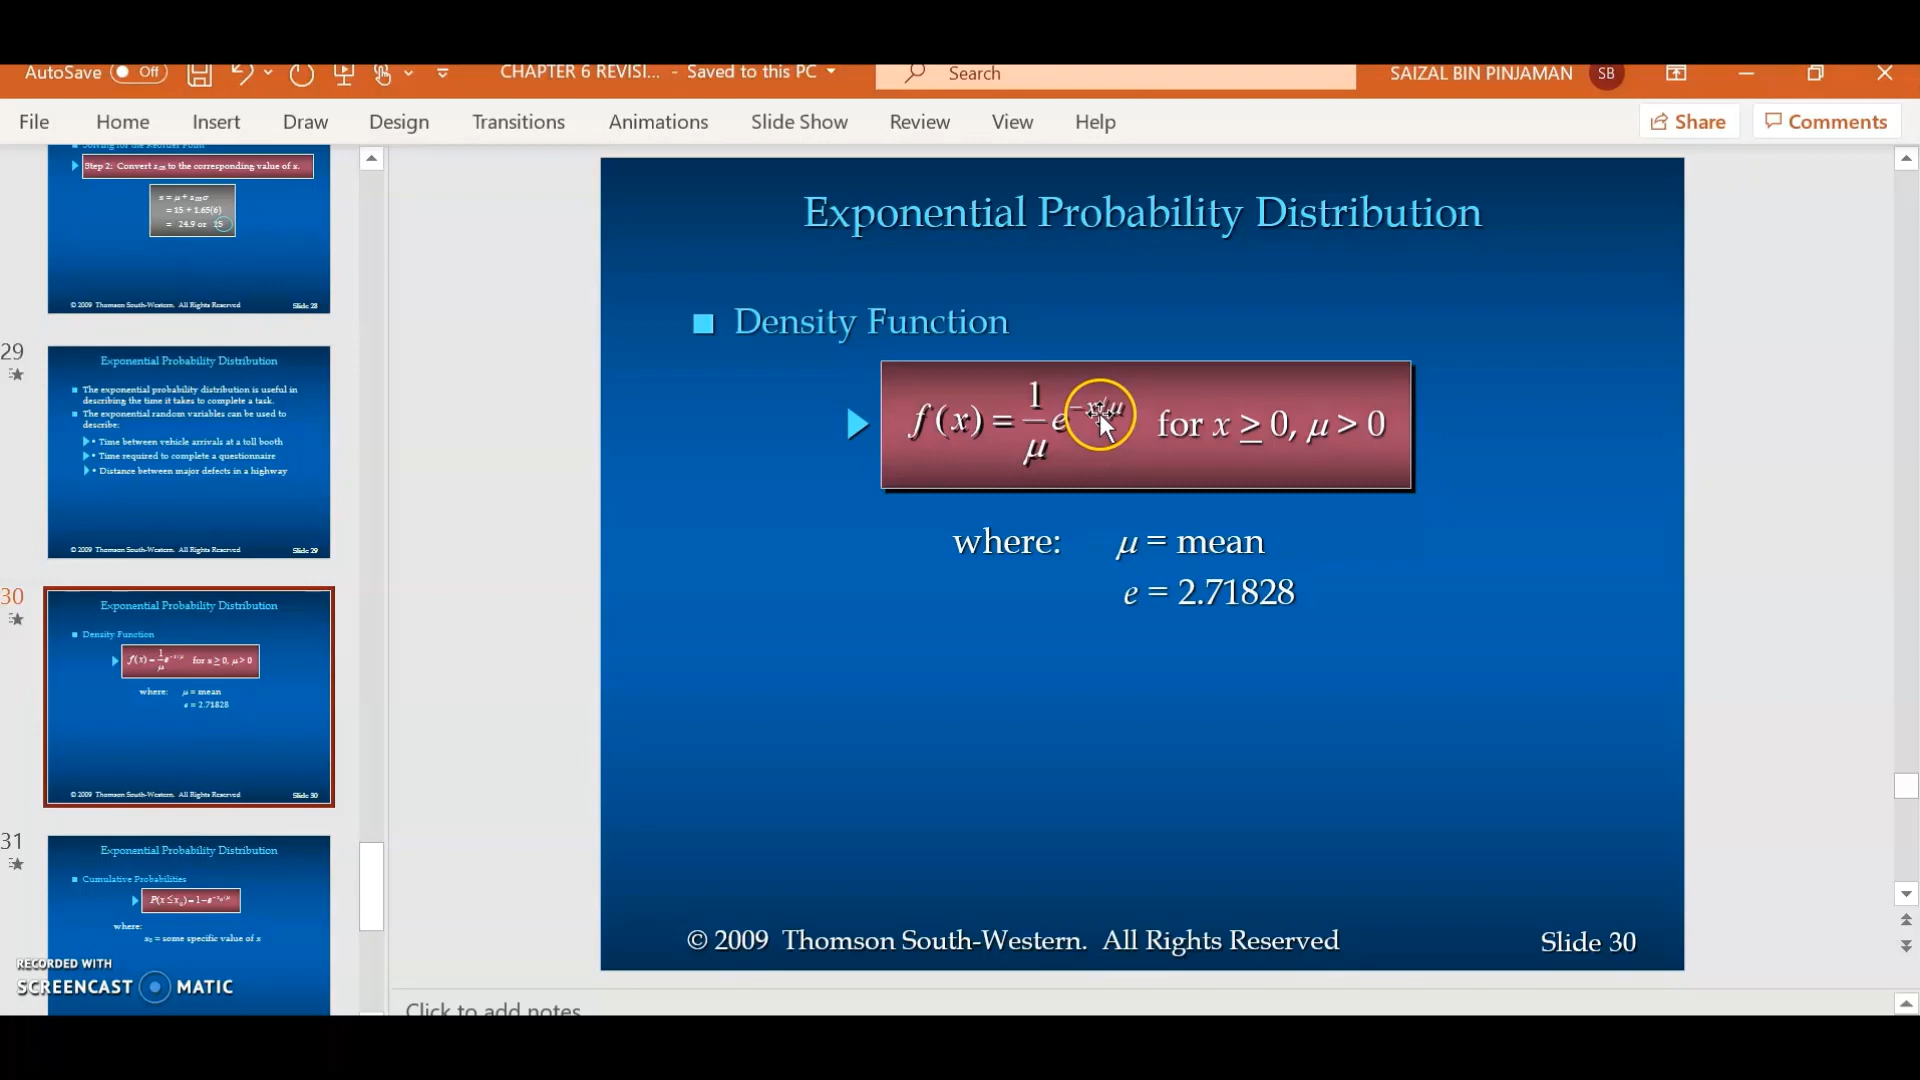 AutoSave Off CHAPTER 6 REVISI... - Saved to this PC Search SAIZAL BIN PINJAMAN SB
File Home Insert Draw Design Transitions Animations Slide Show Review View Help Share Comments
Solving for the Reorder Point
Step 2: Convert z.05 to the corresponding value of x.
x = μ + z.05σ
= 15 + 1.65(6)
= 24.9 or 25
© 2009 Thomson South-Western. All Rights Reserved Slide 28
29
Exponential Probability Distribution
The exponential probability distribution is useful in
describing the time it takes to complete a task.
The exponential random variables can be used to
describe:
• Time between vehicle arrivals at a toll booth
• Time required to complete a questionnaire
• Distance between major defects in a highway
© 2009 Thomson South-Western. All Rights Reserved Slide 29
30
Exponential Probability Distribution
Density Function
f(x) = 1/μ e^-x/μ for x ≥ 0, μ > 0
where: μ = mean
e = 2.71828
© 2009 Thomson South-Western. All Rights Reserved Slide 30
31
Exponential Probability Distribution
Cumulative Probabilities
P(x ≤ x0) = 1 - e^-x0/μ
where:
x0 = some specific value of x
RECORDED WITH
SCREENCAST MATIC
Exponential Probability Distribution
Density Function
f(x) = 1/μ e^-x/μ for x ≥ 0, μ > 0
where: μ = mean
e = 2.71828
© 2009 Thomson South-Western. All Rights Reserved Slide 30
Click to add notes